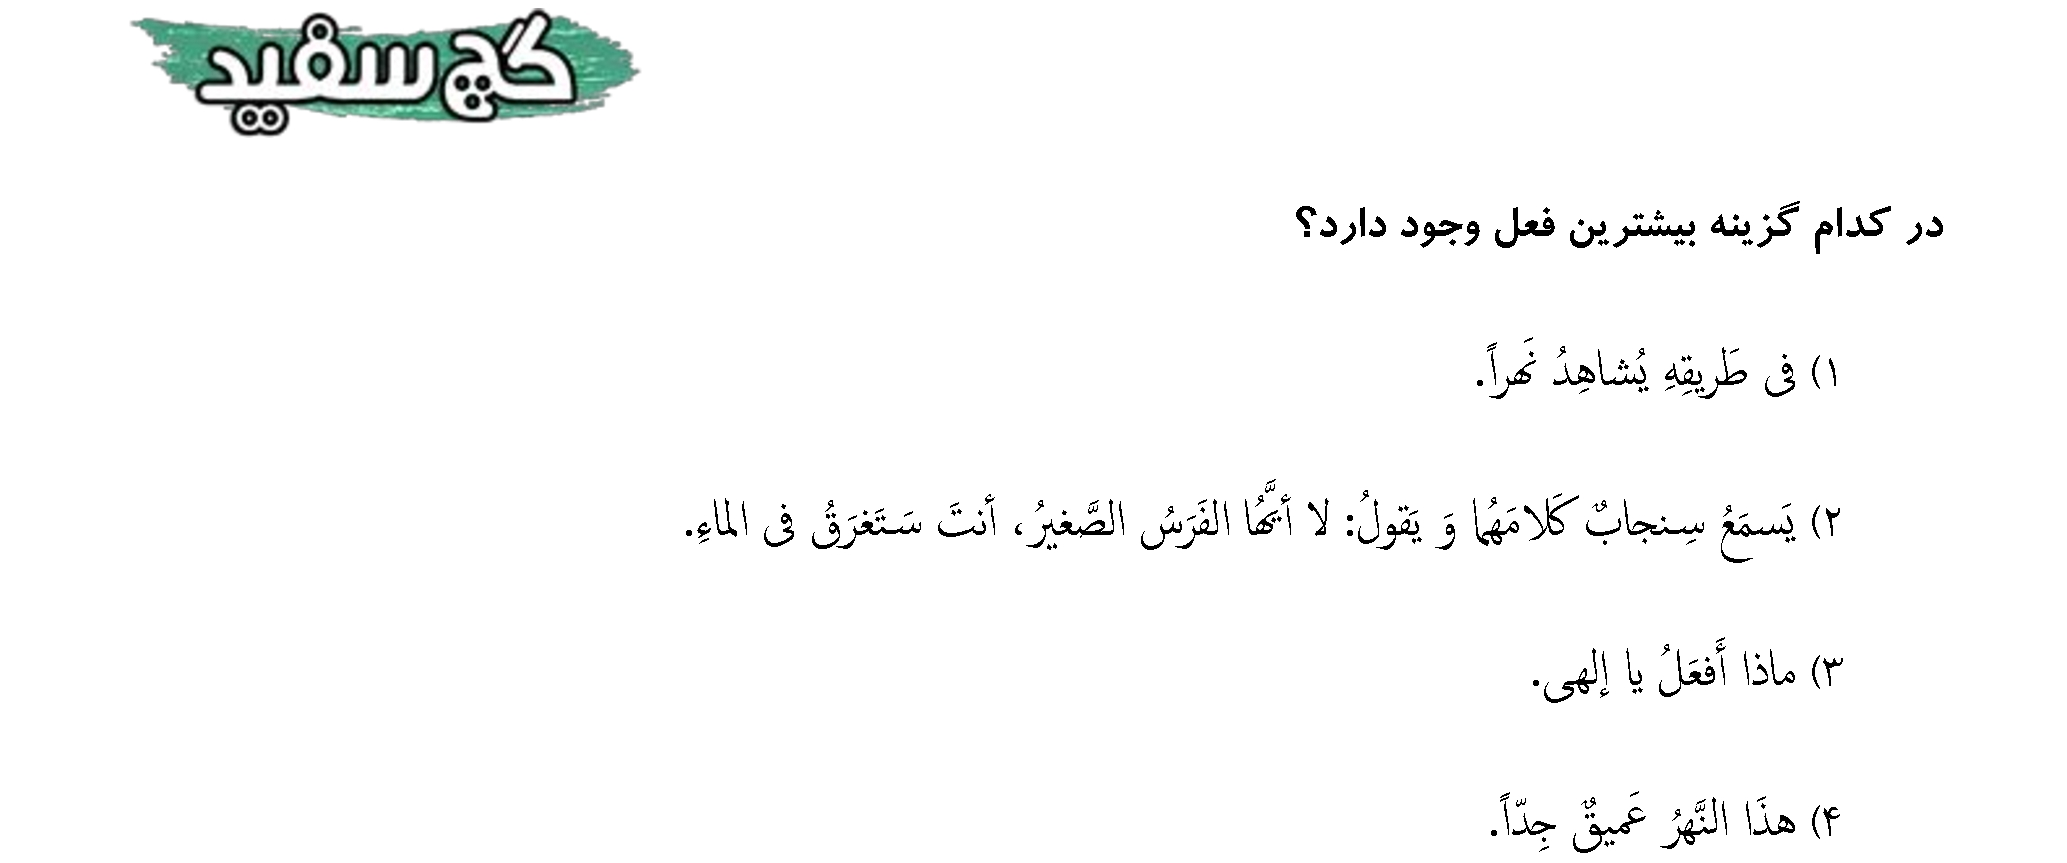 گچ سفید
در کدام گزینه بیشترین فعل وجود دارد؟
۱) فی طَریقِهِ یُشاهِدُ نَهراً.
۲) یَسمَعُ سِنجابٌ کَلامَهُما وَ یَقولُ: لا أیُّهَا الفَرَسُ الصَّغیرُ، أنتَ سَتَغرَقُ فی الماءِ.
۳) ماذا أَفعَلُ یا إلهی.
۴) هذَا النَّهرُ عَمیقٌ جِدّاً.